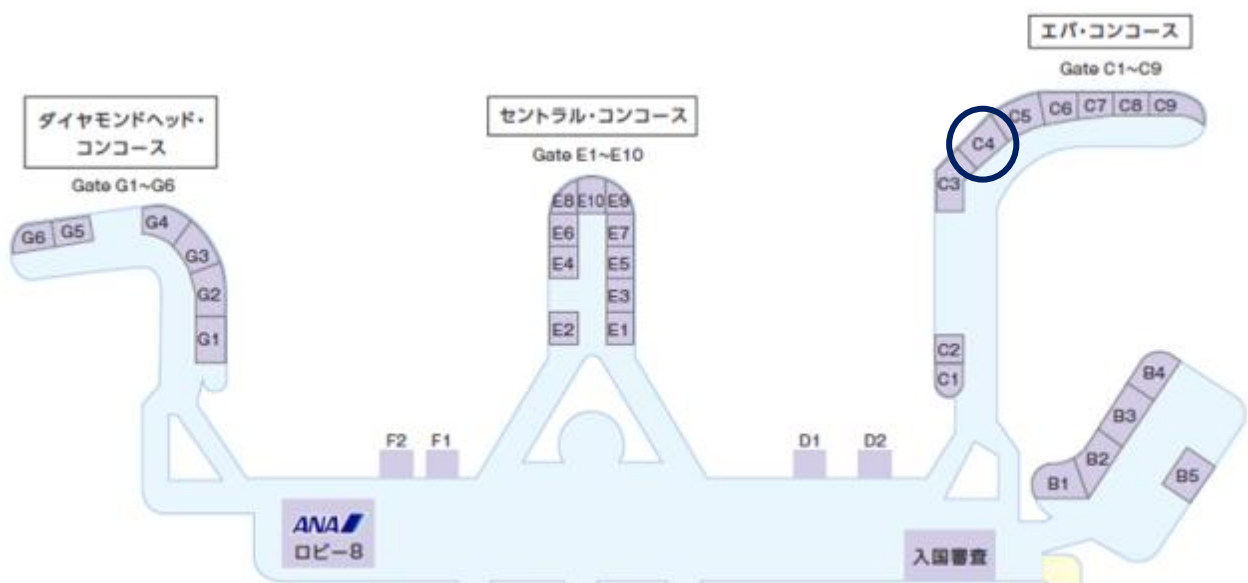 エバ・コンコース
Gate C1~C9
ダイヤモンドヘッド・
コンコース
Gate G1~G6
セントラル・コンコース
Gate E1~E10
C5 C6 C7 C8 C9
C4
C3
G6 G5 G4
G3
G2
G1
E8 E10 E9
E6 E7
E4 E5
E3
E2 E1
C2
C1
B4
B3
B2
B1
B5
F2 F1
D1 D2
ANA
ロビー8
入国審査